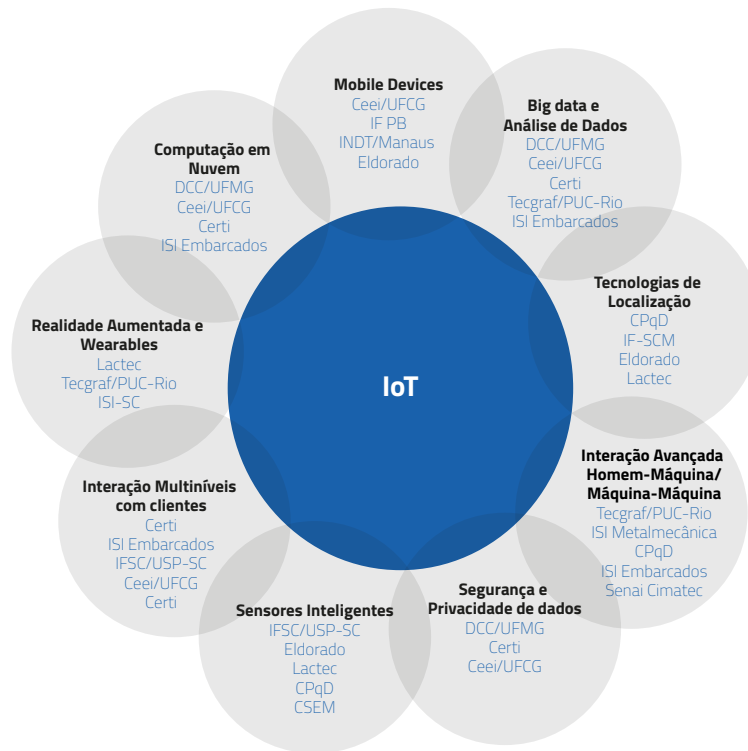 Mobile Devices
Ceei/UFCG
IF PB
INDT/Manaus
Eldorado
Big data e
Análise de Dados
DCC/UFMG
Ceei/UFCG
Certi
Tecgraf/PUC-Rio
ISI Embarcados
Computação em
Nuvem
DCC/UFMG
Ceei/UFCG
Certi
ISI Embarcados
Tecnologias de
Localização
CPqD
IF-SCM
Eldorado
Lactec
Realidade Aumentada e
Wearables
Lactec
Tecgraf/PUC-Rio
ISI-SC
IoT
Interação Avançada
Homem-Máquina/
Máquina-Máquina
Tecgraf/PUC-Rio
ISI Metalmecânica
CPqD
ISI Embarcados
Senai Cimatec
Interação Multiníveis
com clientes
Certi
ISI Embarcados
IFSC/USP-SC
Ceei/UFCG
Certi
Segurança e
Privacidade de dados
DCC/UFMG
Certi
Ceei/UFCG
Sensores Inteligentes
IFSC/USP-SC
Eldorado
Lactec
CPqD
CSEM